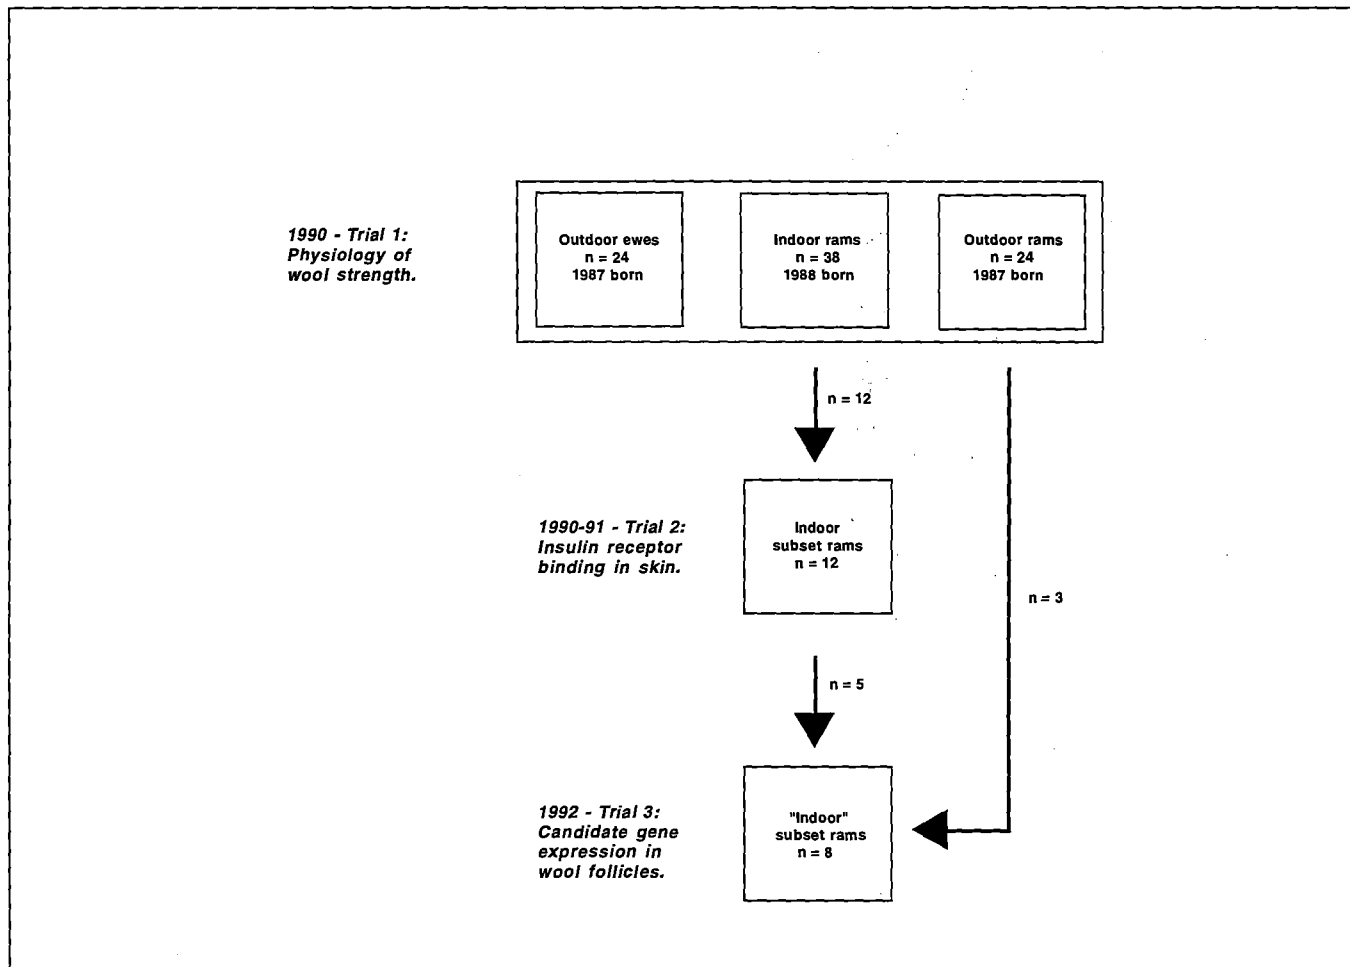 1990 - Trial 1:
Physiology of
wool strength.
Outdoor ewes
n = 24
1987 born
Indoor rams
n = 38
1988 born
Outdoor rams
n = 24
1987 born
n = 12
1990-91 - Trial 2:
Insulin receptor
binding in skin.
Indoor
subset rams
n = 12
n = 3
n = 5
1992 - Trial 3:
Candidate gene
expression in
wool follicles.
"Indoor"
subset rams
n = 8